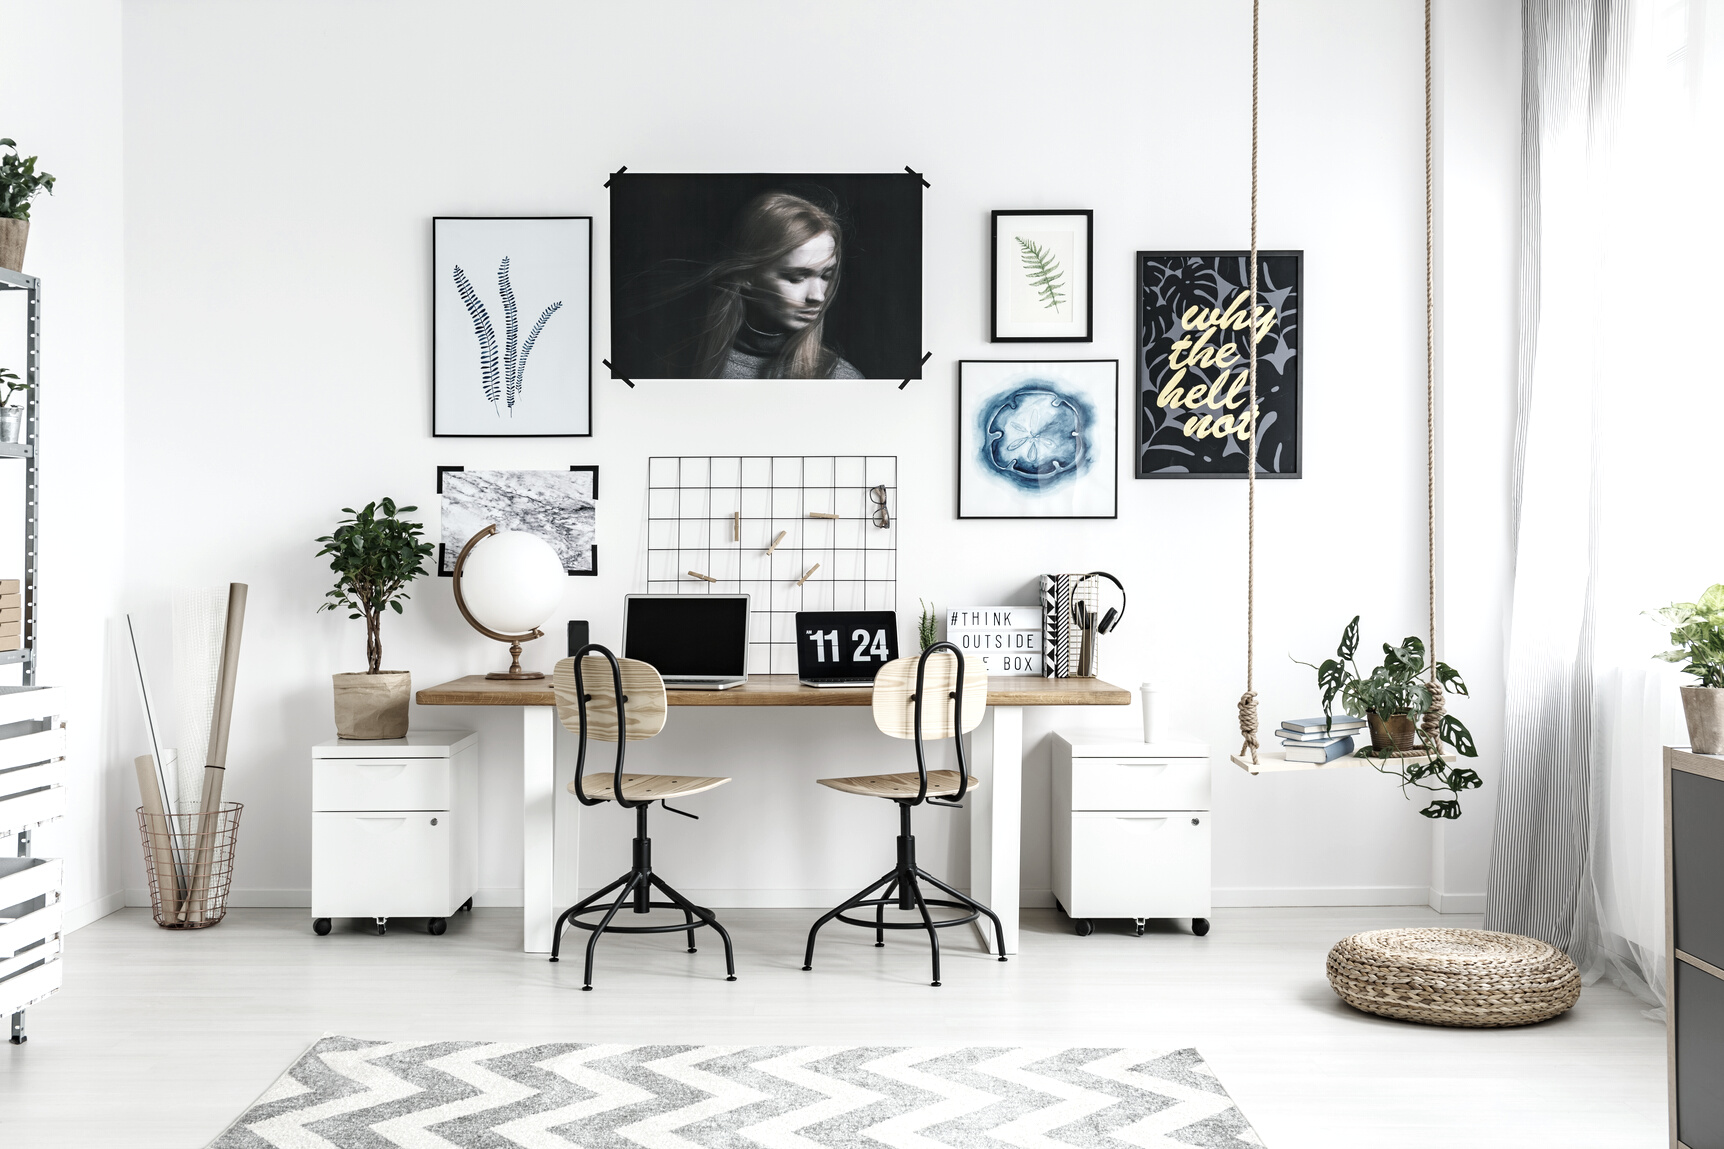 why
the
hell
not
#THINK
OUTSIDE
E BOX
11 24